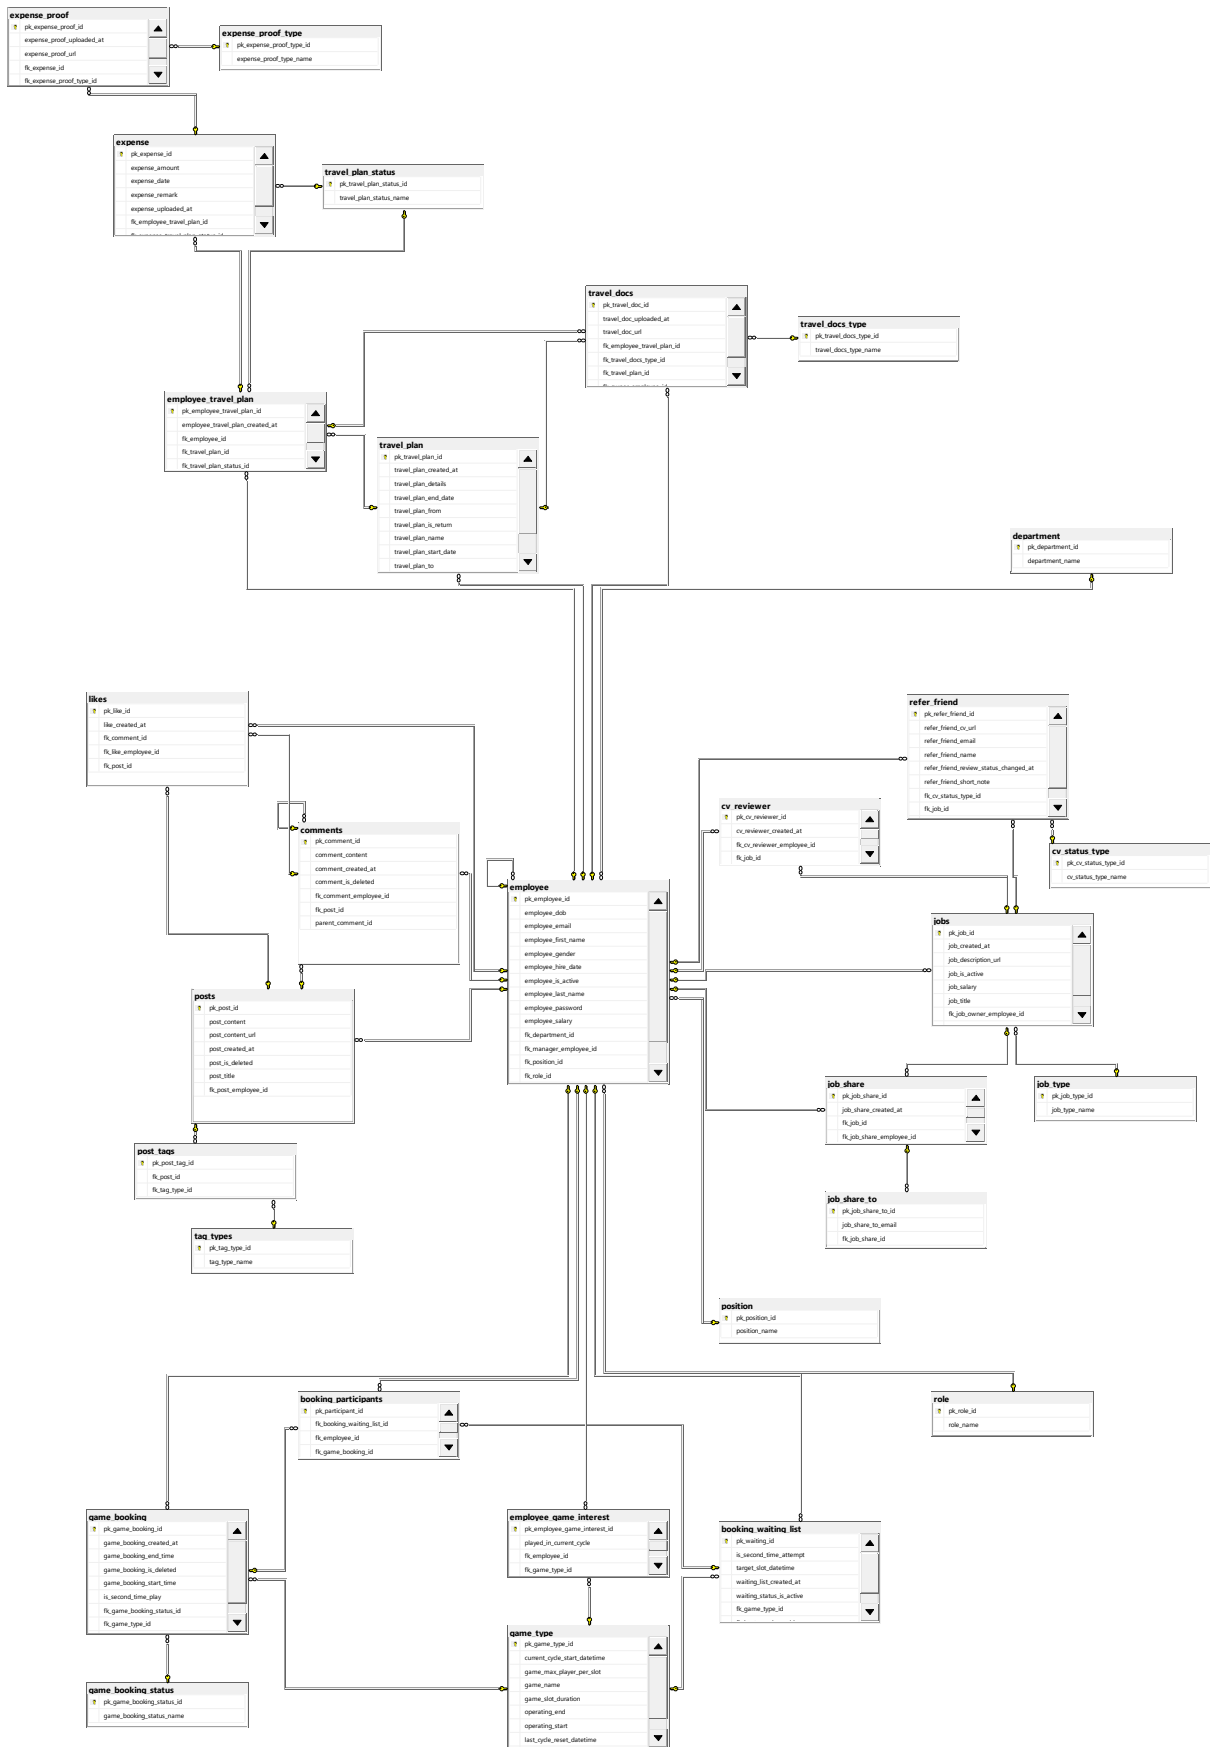 expense_proof
pk_expense_proof_id
expense_proof_uploaded_at
expense_proof_url
fk_expense_id
fk_expense_proof_type_id
expense_proof_type
pk_expense_proof_type_id
expense_proof_type_name
expense
pk_expense_id
expense_amount
expense_date
expense_remark
expense_uploaded_at
fk_employee_travel_plan_id
travel_plan_status
pk_travel_plan_status_id
travel_plan_status_name
travel_docs
pk_travel_doc_id
travel_doc_uploaded_at
travel_doc_url
fk_employee_travel_plan_id
fk_travel_docs_type_id
fk_travel_plan_id
travel_docs_type
pk_travel_docs_type_id
travel_docs_type_name
employee_travel_plan
pk_employee_travel_plan_id
employee_travel_plan_created_at
fk_employee_id
fk_travel_plan_id
fk_travel_plan_status_id
travel_plan
pk_travel_plan_id
travel_plan_created_at
travel_plan_details
travel_plan_end_date
travel_plan_from
travel_plan_is_return
travel_plan_name
travel_plan_start_date
travel_plan_to
department
pk_department_id
department_name
likes
pk_like_id
like_created_at
fk_comment_id
fk_like_employee_id
fk_post_id
refer_friend
pk_refer_friend_id
refer_friend_cv_url
refer_friend_email
refer_friend_name
refer_friend_review_status_changed_at
refer_friend_short_note
fk_cv_status_type_id
fk_job_id
cv_reviewer
pk_cv_reviewer_id
cv_reviewer_created_at
fk_cv_reviewer_employee_id
fk_job_id
comments
pk_comment_id
comment_content
comment_created_at
comment_is_deleted
fk_comment_employee_id
fk_post_id
parent_comment_id
cv_status_type
pk_cv_status_type_id
cv_status_type_name
employee
pk_employee_id
employee_dob
employee_email
employee_first_name
employee_gender
employee_hire_date
employee_is_active
employee_last_name
employee_password
employee_salary
fk_department_id
fk_manager_employee_id
fk_position_id
fk_role_id
jobs
pk_job_id
job_created_at
job_description_url
job_is_active
job_salary
job_title
fk_job_owner_employee_id
posts
pk_post_id
post_content
post_content_url
post_created_at
post_is_deleted
post_title
fk_post_employee_id
job_share
pk_job_share_id
job_share_created_at
fk_job_id
fk_job_share_employee_id
job_type
pk_job_type_id
job_type_name
post_tags
pk_post_tag_id
fk_post_id
fk_tag_type_id
job_share_to
pk_job_share_to_id
job_share_to_email
fk_job_share_id
tag_types
pk_tag_type_id
tag_type_name
position
pk_position_id
position_name
booking_participants
pk_participant_id
fk_booking_waiting_list_id
fk_employee_id
fk_game_booking_id
role
pk_role_id
role_name
game_booking
pk_game_booking_id
game_booking_created_at
game_booking_end_time
game_booking_is_deleted
game_booking_start_time
is_second_time_play
fk_game_booking_status_id
fk_game_type_id
employee_game_interest
pk_employee_game_interest_id
played_in_current_cycle
fk_employee_id
fk_game_type_id
booking_waiting_list
pk_waiting_id
is_second_time_attempt
target_slot_datetime
waiting_list_created_at
waiting_status_is_active
fk_game_type_id
game_type
pk_game_type_id
current_cycle_start_datetime
game_max_player_per_slot
game_name
game_slot_duration
operating_end
operating_start
last_cycle_reset_datetime
game_booking_status
pk_game_booking_status_id
game_booking_status_name